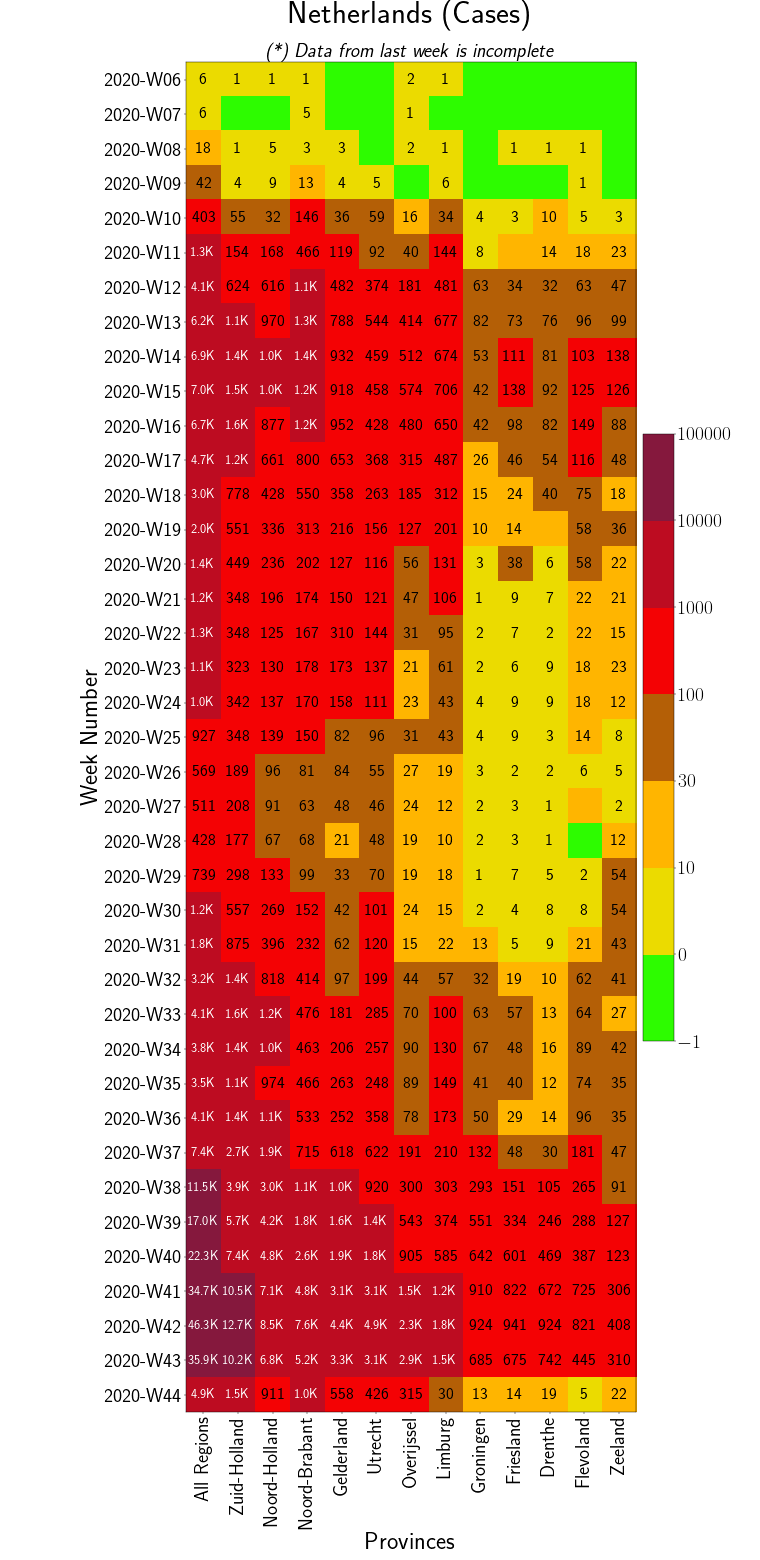 Netherlands (Cases)
(*) Data from last week is incomplete
2020-W06 6 1 1 1 2 1
2020-W07 6 5 1
2020-W08 18 1 5 3 3 2 1 1 1 1
2020-W09 42 4 9 13 4 5 6 1
2020-W10 403 55 32 146 36 59 16 34 4 3 10 5 3
2020-W11 1.3K 154 168 466 119 92 40 144 8 14 18 23
2020-W12 4.1K 624 616 1.1K 482 374 181 481 63 34 32 63 47
2020-W13 6.2K 1.1K 970 1.3K 788 544 414 677 82 73 76 96 99
2020-W14 6.9K 1.4K 1.0K 1.4K 932 459 512 674 53 111 81 103 138
2020-W15 7.0K 1.5K 1.0K 1.2K 918 458 574 706 42 138 92 125 126
2020-W16 6.7K 1.6K 877 1.2K 952 428 480 650 42 98 82 149 88
2020-W17 4.7K 1.2K 661 800 653 368 315 487 26 46 54 116 48
2020-W18 3.0K 778 428 550 358 263 185 312 15 24 40 75 18
2020-W19 2.0K 551 336 313 216 156 127 201 10 14 58 36
2020-W20 1.4K 449 236 202 127 116 56 131 3 38 6 58 22
2020-W21 1.2K 348 196 174 150 121 47 106 1 9 7 22 21
2020-W22 1.3K 348 125 167 310 144 31 95 2 7 2 22 15
2020-W23 1.1K 323 130 178 173 137 21 61 2 6 9 18 23
2020-W24 1.0K 342 137 170 158 111 23 43 4 9 9 18 12
2020-W25 927 348 139 150 82 96 31 43 4 9 3 14 8
2020-W26 569 189 96 81 84 55 27 19 3 2 2 6 5
2020-W27 511 208 91 63 48 46 24 12 2 3 1 2
2020-W28 428 177 67 68 21 48 19 10 2 3 1 12
2020-W29 739 298 133 99 33 70 19 18 1 7 5 2 54
2020-W30 1.2K 557 269 152 42 101 24 15 2 4 8 8 54
2020-W31 1.8K 875 396 232 62 120 15 22 13 5 9 21 43
2020-W32 3.2K 1.4K 818 414 97 199 44 57 32 19 10 62 41
2020-W33 4.1K 1.6K 1.2K 476 181 285 70 100 63 57 13 64 27
2020-W34 3.8K 1.4K 1.0K 463 206 257 90 130 67 48 16 89 42
2020-W35 3.5K 1.1K 974 466 263 248 89 149 41 40 12 74 35
2020-W36 4.1K 1.4K 1.1K 533 252 358 78 173 50 29 14 96 35
2020-W37 7.4K 2.7K 1.9K 715 618 622 191 210 132 48 30 181 47
2020-W38 11.5K 3.9K 3.0K 1.1K 1.0K 920 300 303 293 151 105 265 91
2020-W39 17.0K 5.7K 4.2K 1.8K 1.6K 1.4K 543 374 551 334 246 288 127
2020-W40 22.3K 7.4K 4.8K 2.6K 1.9K 1.8K 905 585 642 601 469 387 123
2020-W41 34.7K 10.5K 7.1K 4.8K 3.1K 3.1K 1.5K 1.2K 910 822 672 725 306
2020-W42 46.3K 12.7K 8.5K 7.6K 4.4K 4.9K 2.3K 1.8K 924 941 924 821 408
2020-W43 35.9K 10.2K 6.8K 5.2K 3.3K 3.1K 2.9K 1.5K 685 675 742 445 310
2020-W44 4.9K 1.5K 911 1.0K 558 426 315 30 13 14 19 5 22
Week Number
100000
10000
1000
100
30
10
0
−1
All Regions
Zuid-Holland
Noord-Holland
Noord-Brabant
Gelderland
Utrecht
Overijssel
Limburg
Groningen
Friesland
Drenthe
Flevoland
Zeeland
Provinces